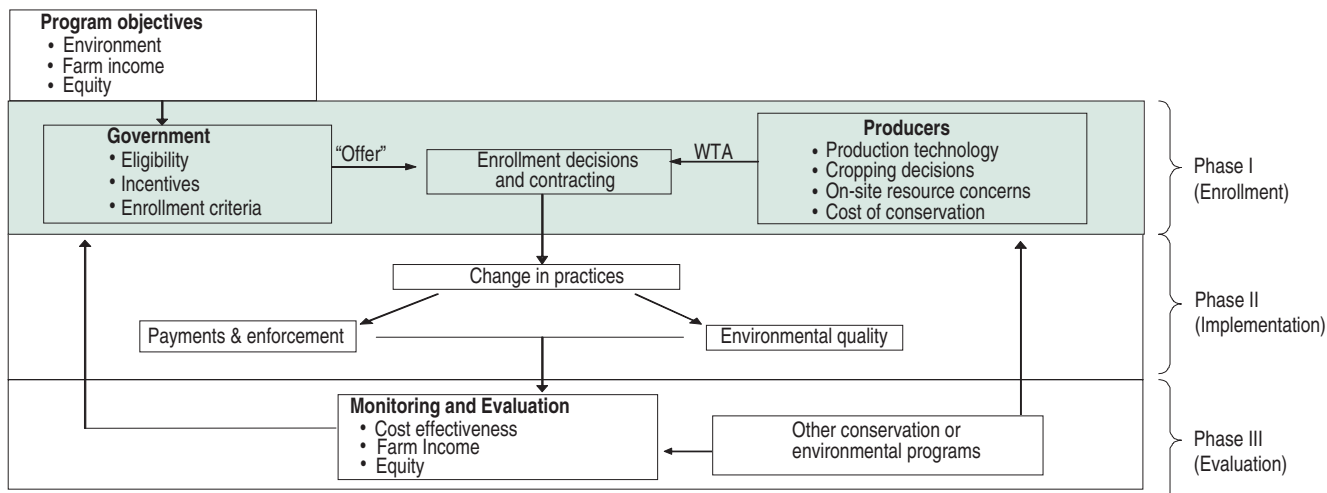 Program objectives
• Environment
• Farm income
• Equity
Government
• Eligibility
• Incentives
• Enrollment criteria
“Offer”
Enrollment decisions
and contracting
WTA
Producers
• Production technology
• Cropping decisions
• On-site resource concerns
• Cost of conservation
Phase I
(Enrollment)
Change in practices
Payments & enforcement
Environmental quality
Phase II
(Implementation)
Monitoring and Evaluation
• Cost effectiveness
• Farm Income
• Equity
Other conservation or
environmental programs
Phase III
(Evaluation)